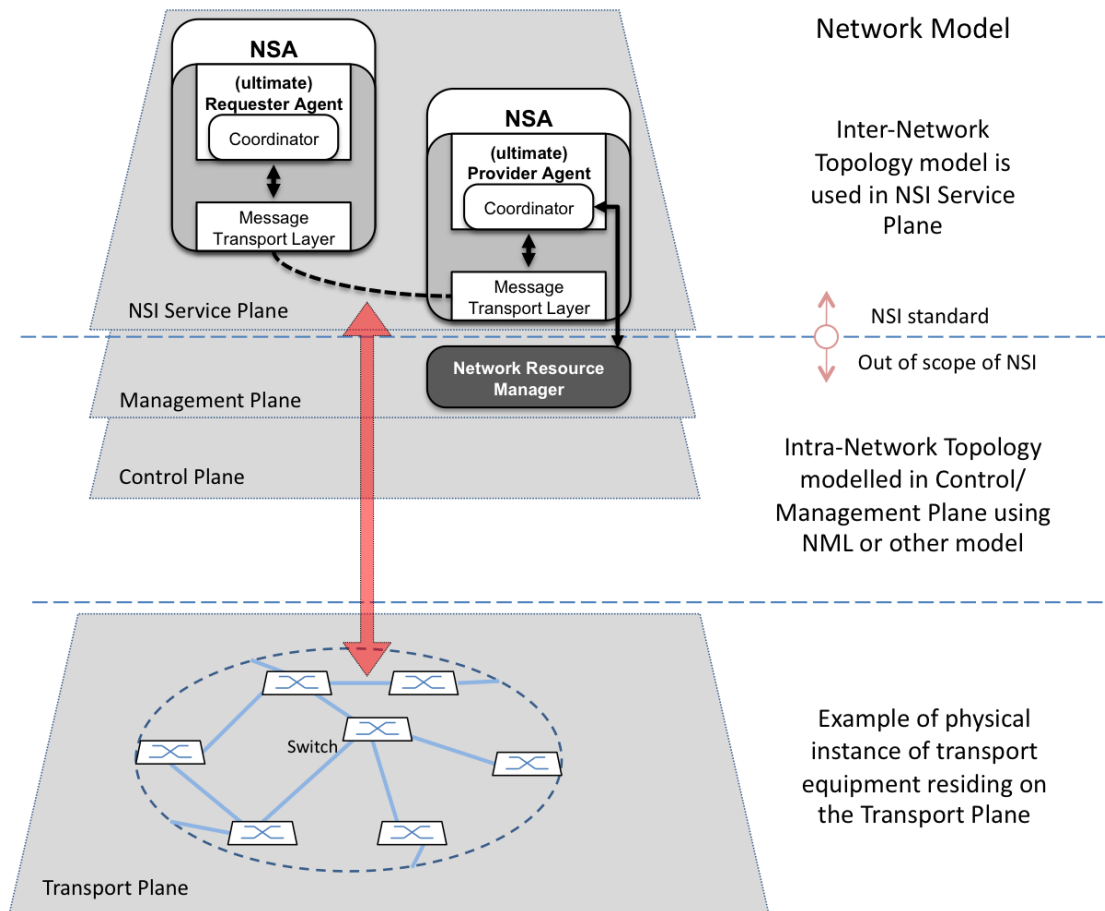 Network Model
NSA
(ultimate)
Requester Agent
Coordinator
Message
Transport Layer
NSA
(ultimate)
Provider Agent
Coordinator
Message
Transport Layer
NSI Service Plane
Inter-Network
Topology model is
used in NSI Service
Plane
NSI standard
Out of scope of NSI
Network Resource
Manager
Management Plane
Control Plane
Intra-Network Topology
modelled in Control/
Management Plane using
NML or other model
Switch
Transport Plane
Example of physical
instance of transport
equipment residing on
the Transport Plane